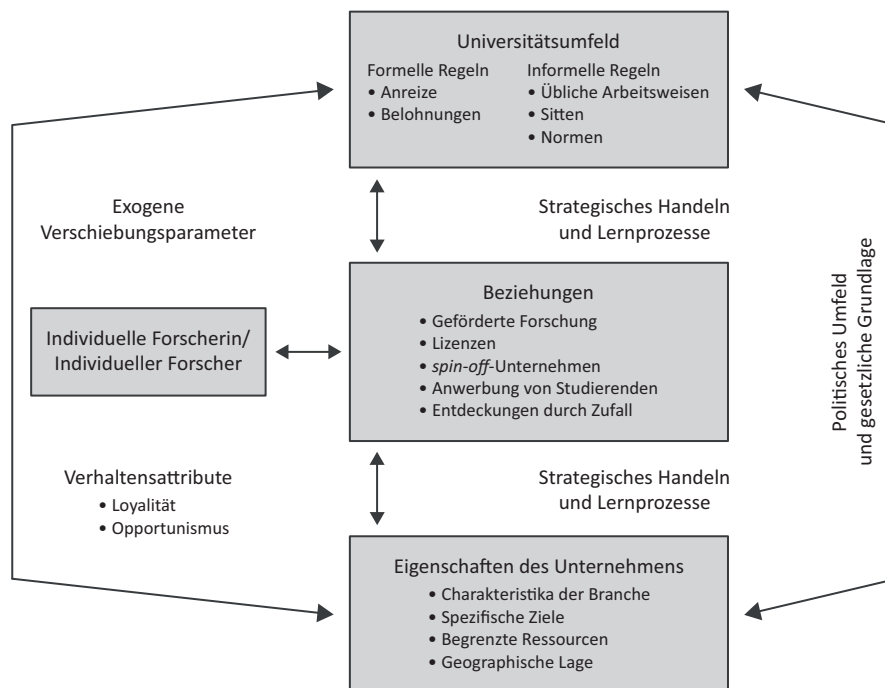 Universitätsumfeld
Formelle Regeln
• Anreize
• Belohnungen
Informelle Regeln
• Übliche Arbeitsweisen
• Sitten
• Normen
Exogene
Verschiebungsparameter
Strategisches Handeln
und Lernprozesse
Beziehungen
• Geförderte Forschung
• Lizenzen
• spin-off-Unternehmen
• Anwerbung von Studierenden
• Entdeckungen durch Zufall
Individuelle Forscherin/
Individueller Forscher
Politisches Umfeld
und gesetzliche Grundlage
Verhaltensattribute
• Loyalität
• Opportunismus
Strategisches Handeln
und Lernprozesse
Eigenschaften des Unternehmens
• Charakteristika der Branche
• Spezifische Ziele
• Begrenzte Ressourcen
• Geographische Lage